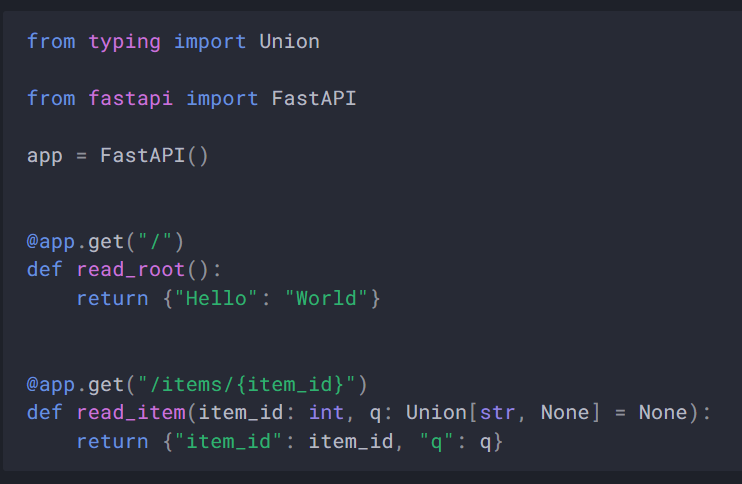 from typing import Union
from fastapi import FastAPI
app = FastAPI()
@app.get("/")
def read_root():
    return {"Hello": "World"}
@app.get("/items/{item_id}")
def read_item(item_id: int, q: Union[str, None] = None):
    return {"item_id": item_id, "q": q}